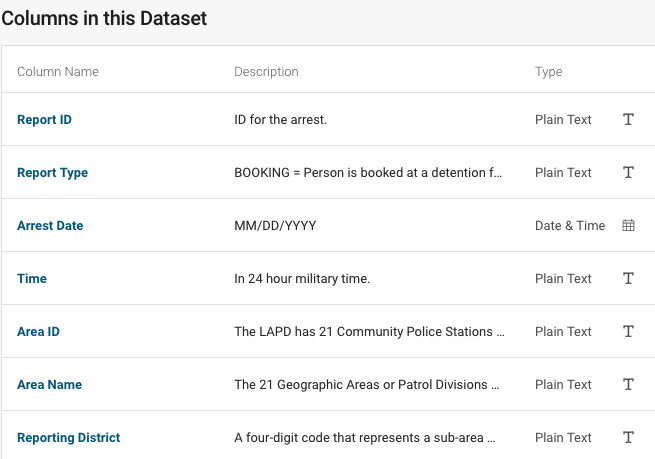 Columns in this Dataset
Column Name Description Type
Report ID ID for the arrest. Plain Text T
Report Type BOOKING = Person is booked at a detention f... Plain Text T
Arrest Date MM/DD/YYYY Date & Time
Time In 24 hour military time. Plain Text T
Area ID The LAPD has 21 Community Police Stations ... Plain Text T
Area Name The 21 Geographic Areas or Patrol Divisions ... Plain Text T
Reporting District A four-digit code that represents a sub-area ... Plain Text T